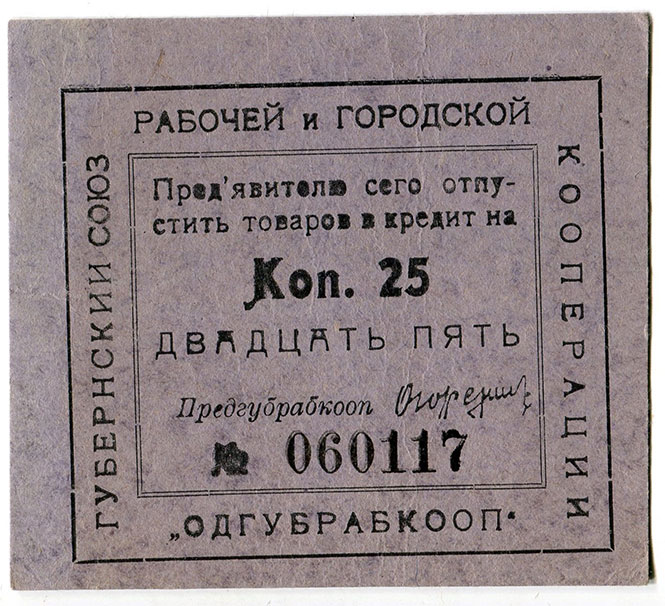 ГУБЕРНСКИЙ СОЮЗ
РАБОЧЕЙ и ГОРОДСКОЙ
КООПЕРАЦИИ
Пред'явителю сего отпу-
стить товаров в кредит на
Коп. 25
ДВАДЦАТЬ ПЯТЬ
Предгубрабкооп
№ 060117
„ОДГУБРАБКООП“